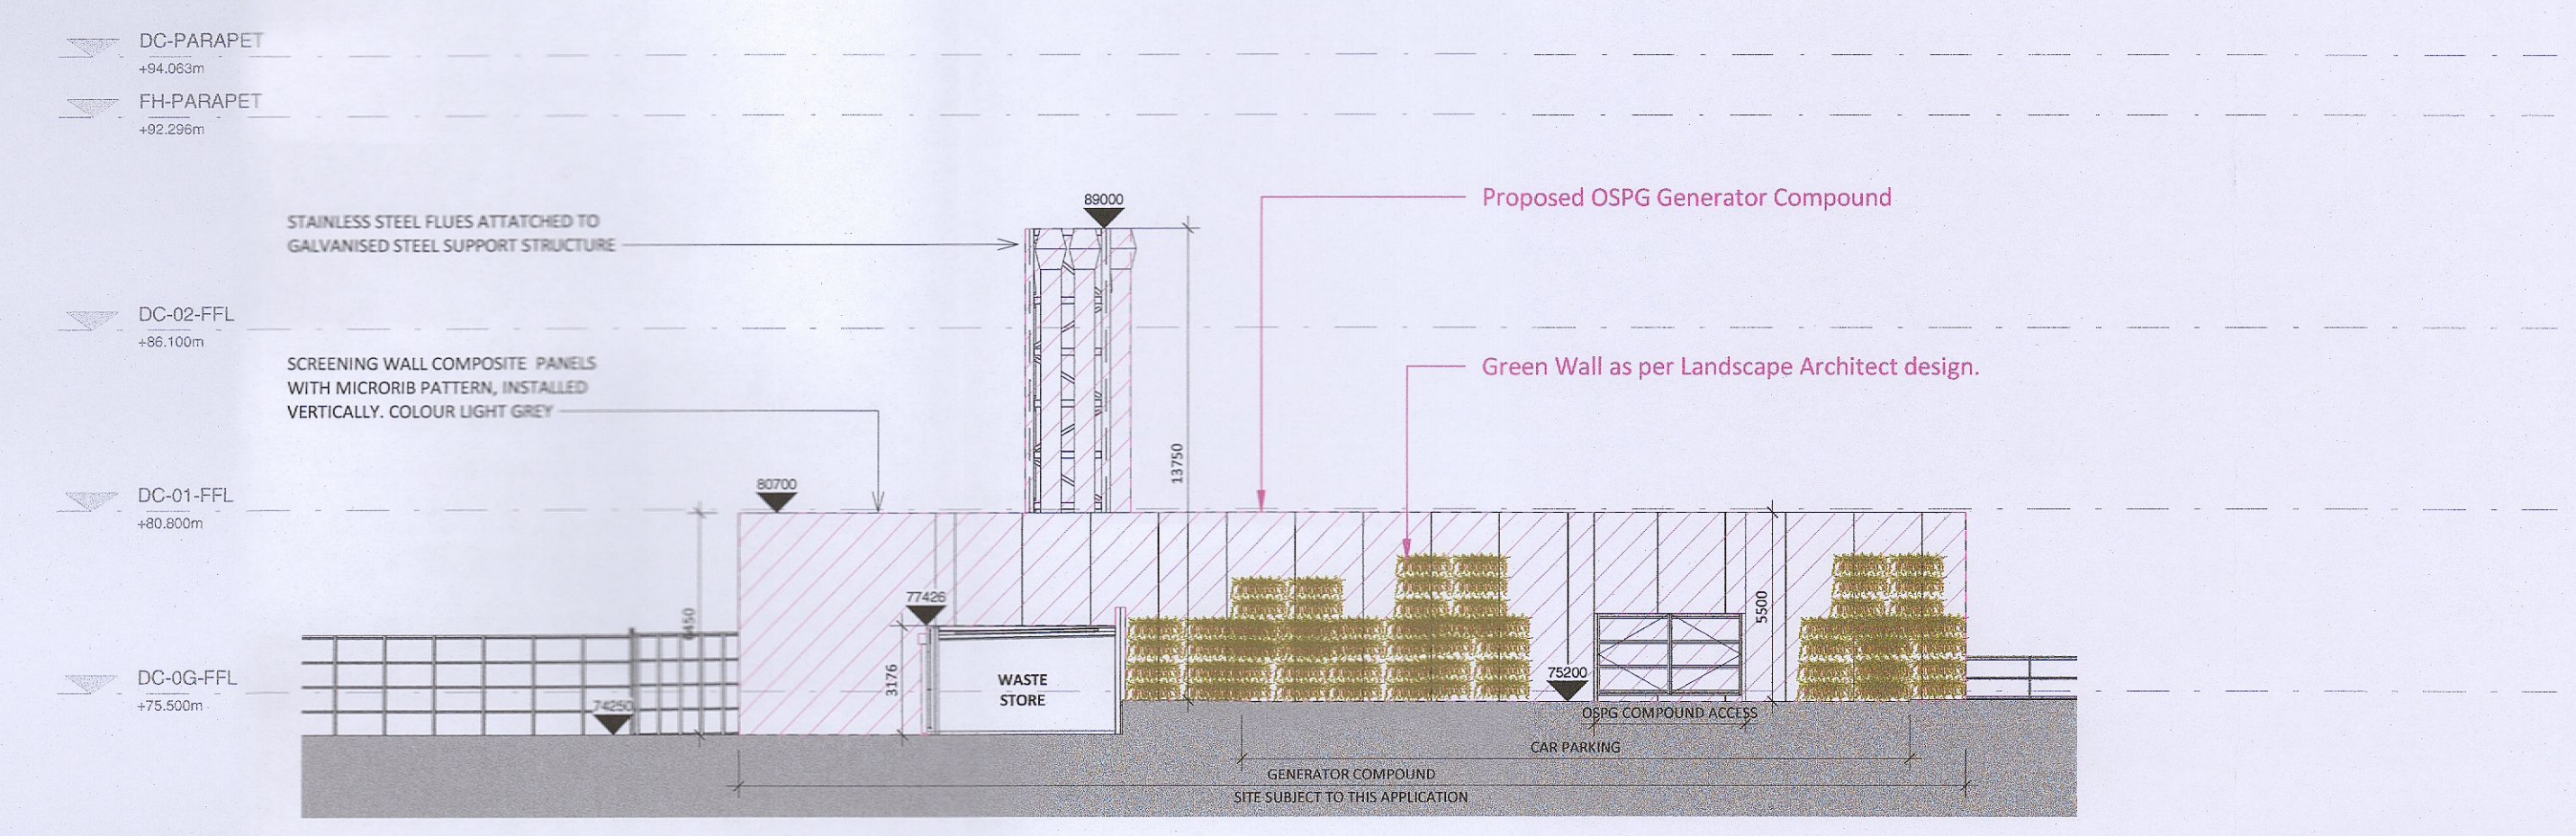 DC-PARAPET
+94.063m
FH-PARAPET
+92.296m
89000
Proposed OSPG Generator Compound
STAINLESS STEEL FLUES ATTATCHED TO
GALVANISED STEEL SUPPORT STRUCTURE
DC-02-FFL
+86.100m
SCREENING WALL COMPOSITE PANELS
WITH MICRORIB PATTERN, INSTALLED
VERTICALLY. COLOUR LIGHT GREY
Green Wall as per Landscape Architect design.
13750
80700
DC-01-FFL
+80.800m
77426
6450
5500
3176
WASTE
STORE
75200
DC-0G-FFL
+75.500m
74250
OSPG COMPOUND ACCESS
CAR PARKING
GENERATOR COMPOUND
SITE SUBJECT TO THIS APPLICATION